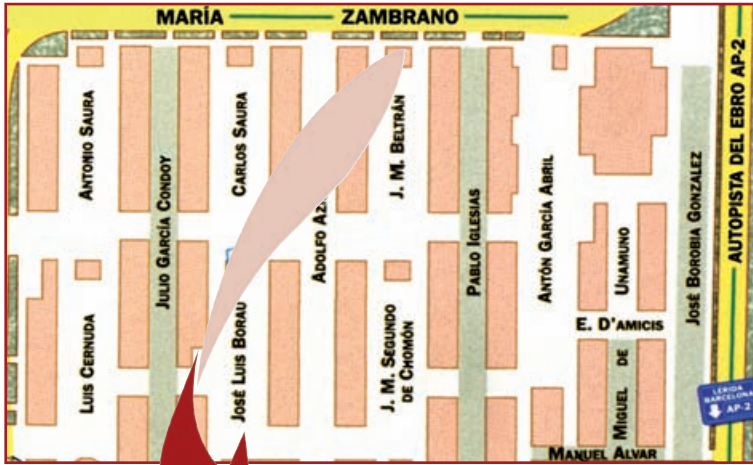 MARÍA ZAMBRANO
ANTONIO SAURA
JULIO GARCÍA CONDOY
CARLOS SAURA
J. M. BELTRÁN
PABLO IGLESIAS
ANTÓN GARCÍA ABRIL
UNAMUNO
JOSÉ BOROBIA GONZALEZ
AUTOPISTA DEL EBRO AP-2
ADOLFO AZ
LUIS CERNUDA
JOSÉ LUIS BORAU
J. M. SEGUNDO
DE CHOMÓN
E. D'AMICIS
MIGUEL DE
MANUEL ALVAR
LERIDA
BARCELONA
AP-2